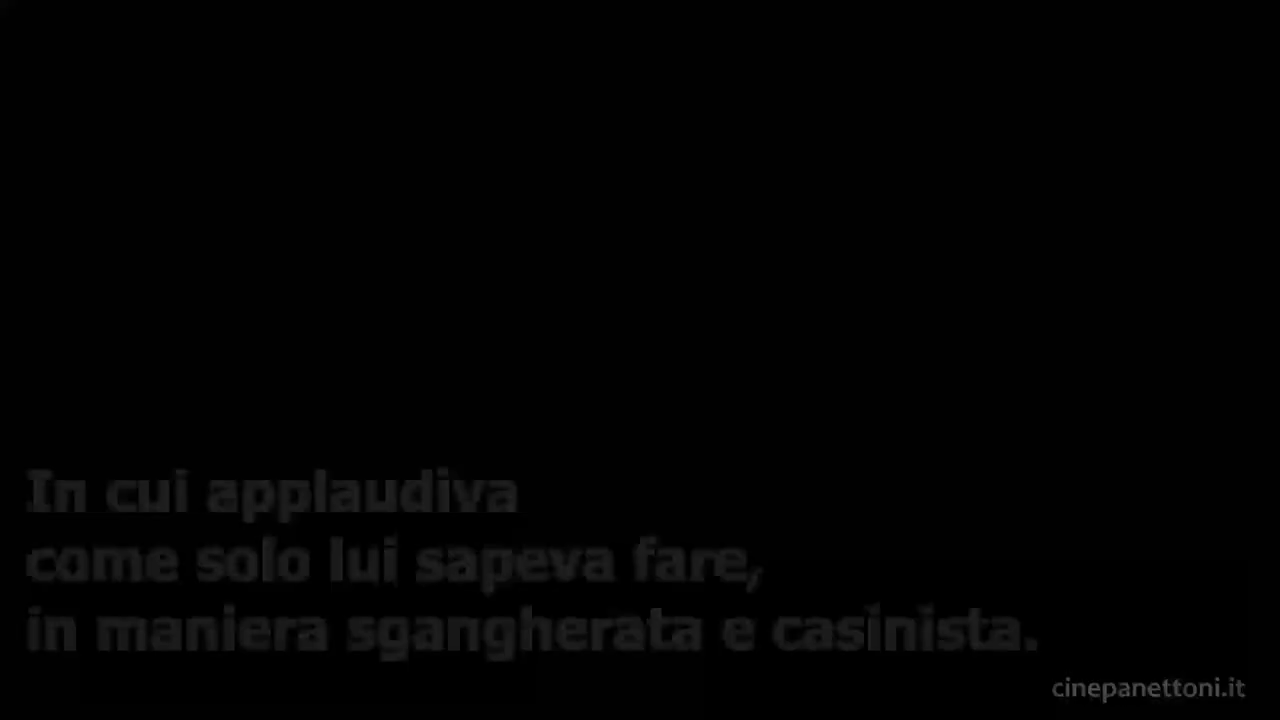 In cui applaudiva
come solo lui sapeva fare,
in maniera sgangherata e casinista.
cinepanettoni.it